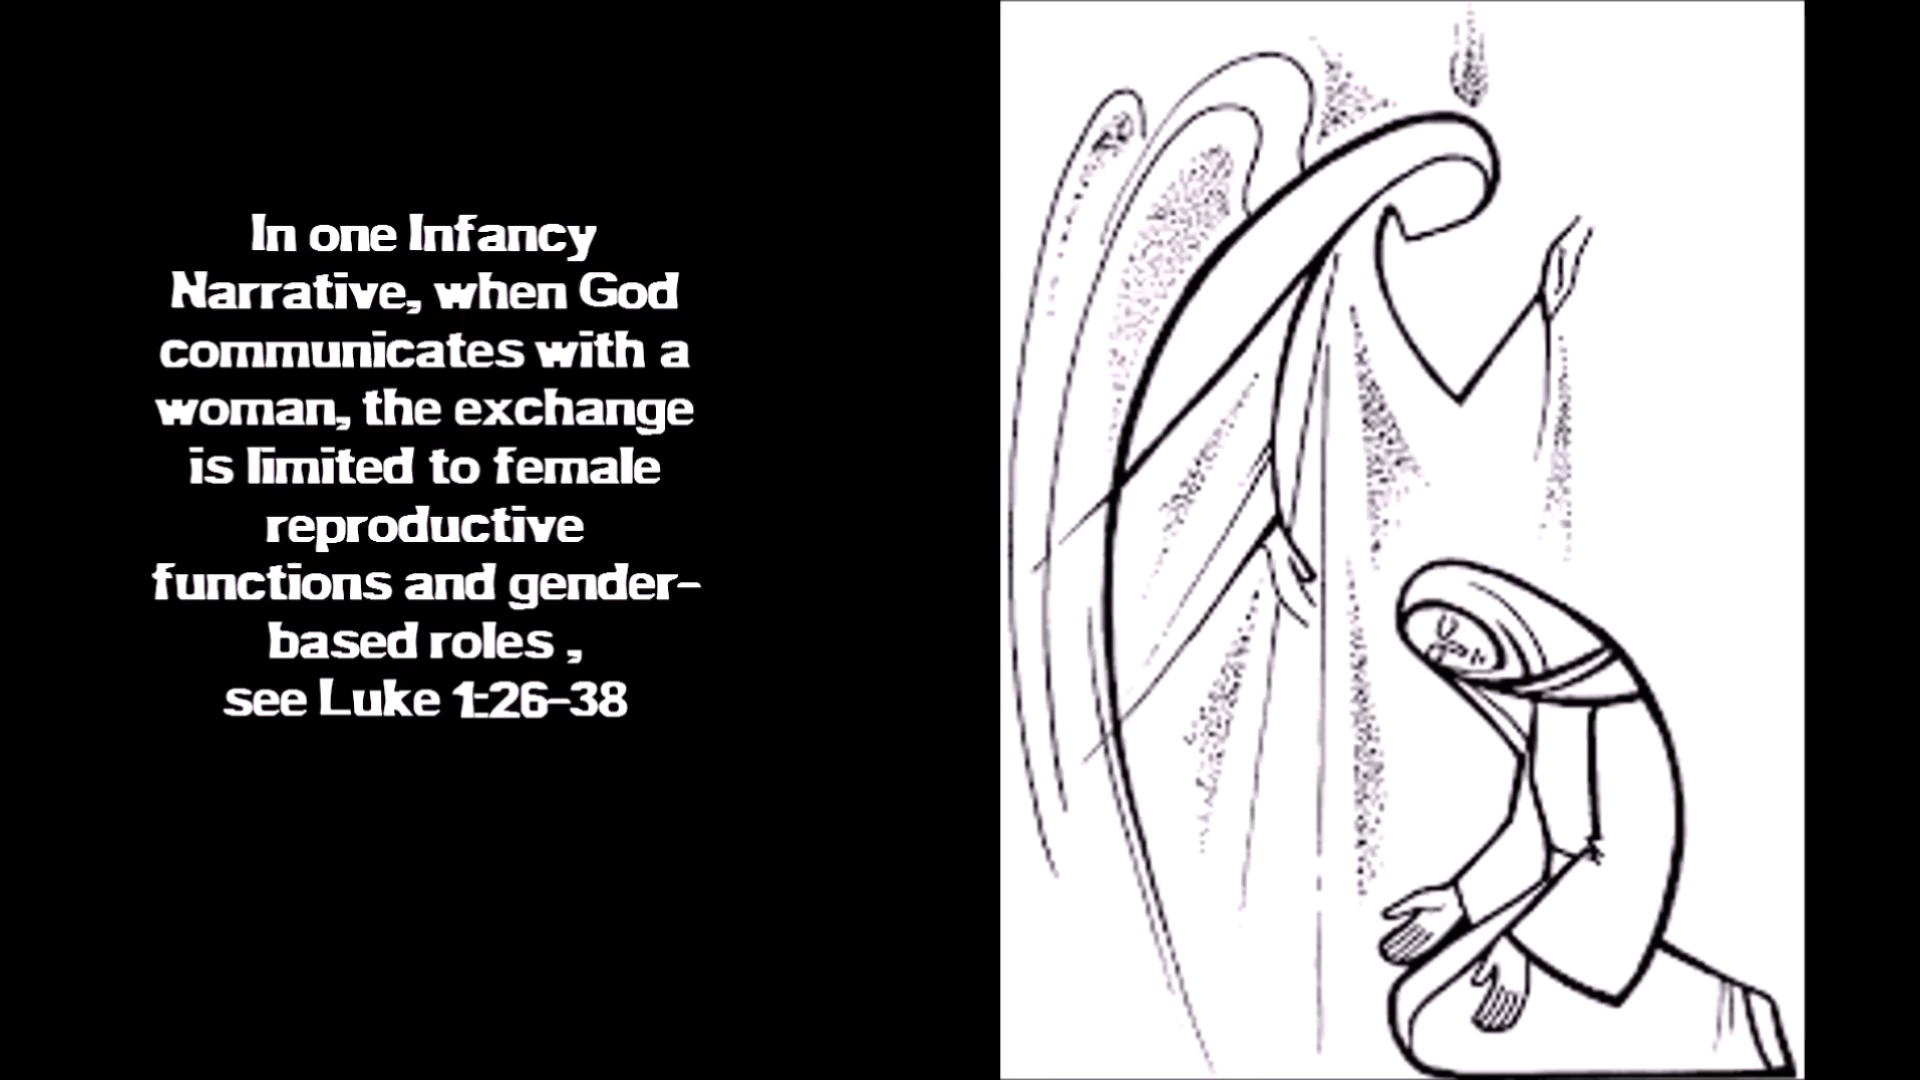 In one Infancy
Narrative, when God
communicates with a
woman, the exchange
is limited to female
reproductive
functions and gender-
based roles ,
see Luke 1:26-38